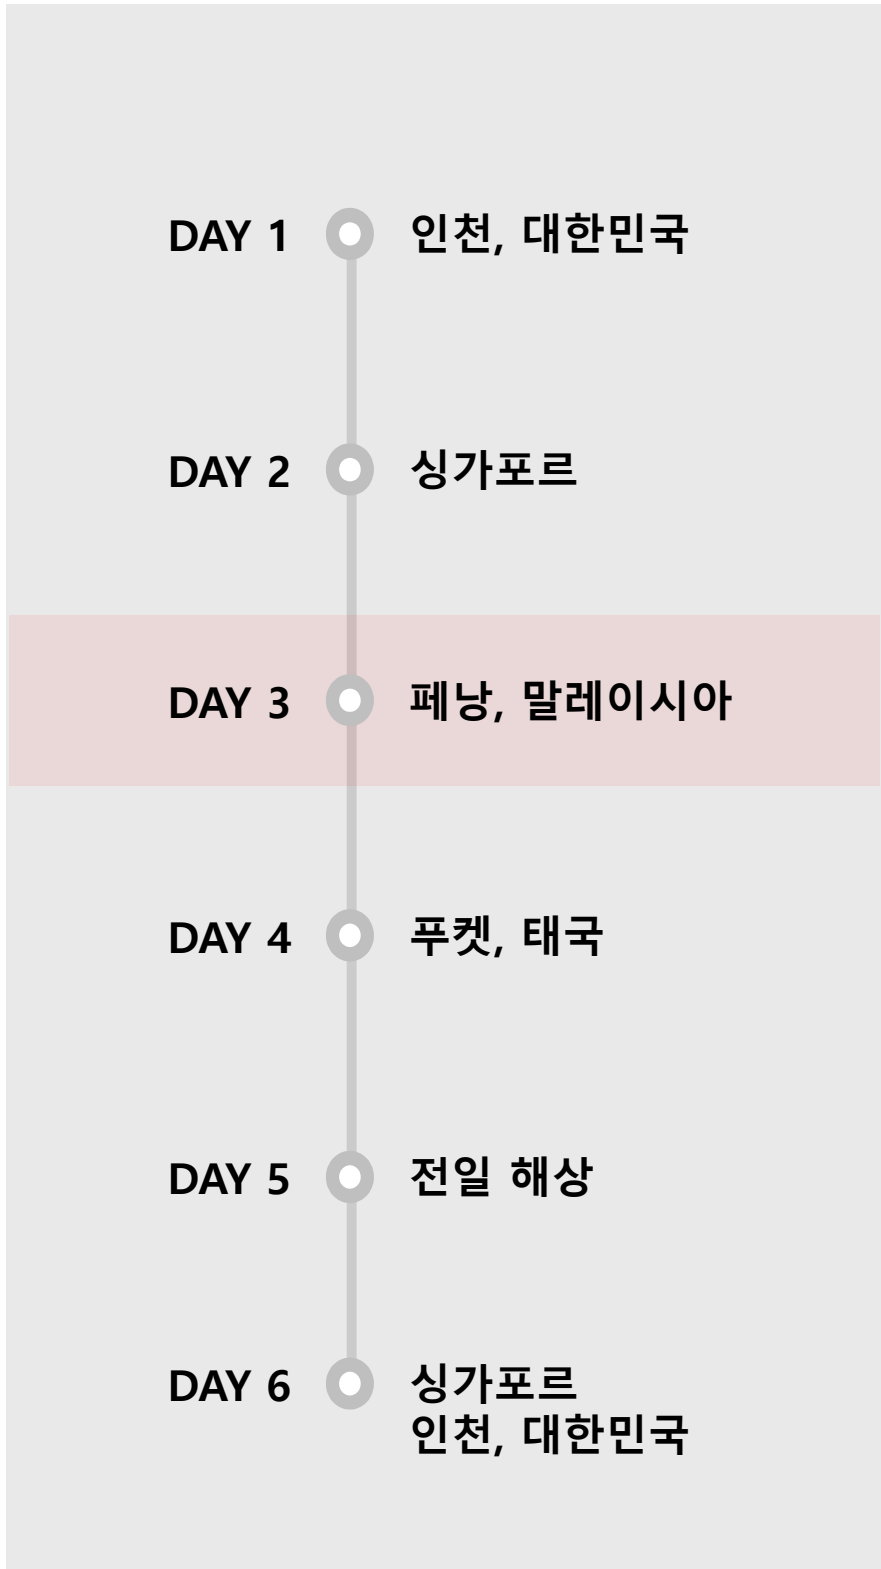 DAY 1 인천, 대한민국
DAY 2 싱가포르
DAY 3 페낭, 말레이시아
DAY 4 푸켓, 태국
DAY 5 전일 해상
DAY 6 싱가포르
인천, 대한민국